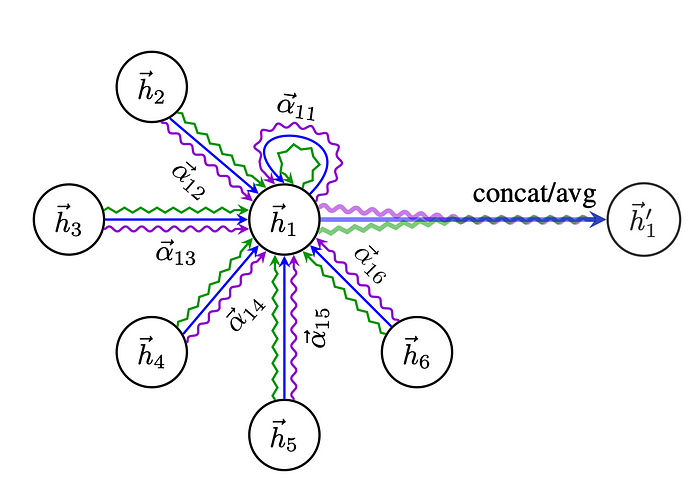 h⃗₂
α⃗₁₁
α⃗₁₂
concat/avg
h⃗₃
h⃗₁
h⃗′₁
α⃗₁₃
α⃗₁₆
α⃗₁₄
α⃗₁₅
h⃗₄
h⃗₆
h⃗₅